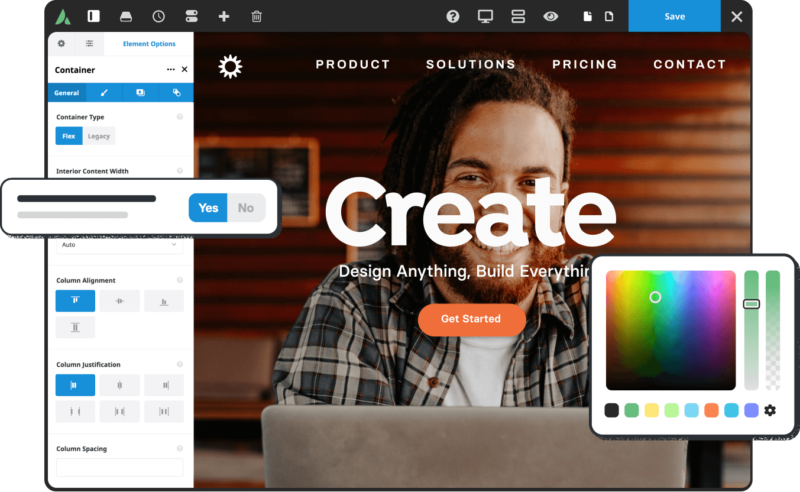 Save
Element Options
Container
General
Container Type
Flex Legacy
Interior Content Width
Yes No
Auto
Column Alignment
Column Justification
Column Spacing
PRODUCT SOLUTIONS PRICING CONTACT
Create
Design Anything, Build Everythin
Get Started